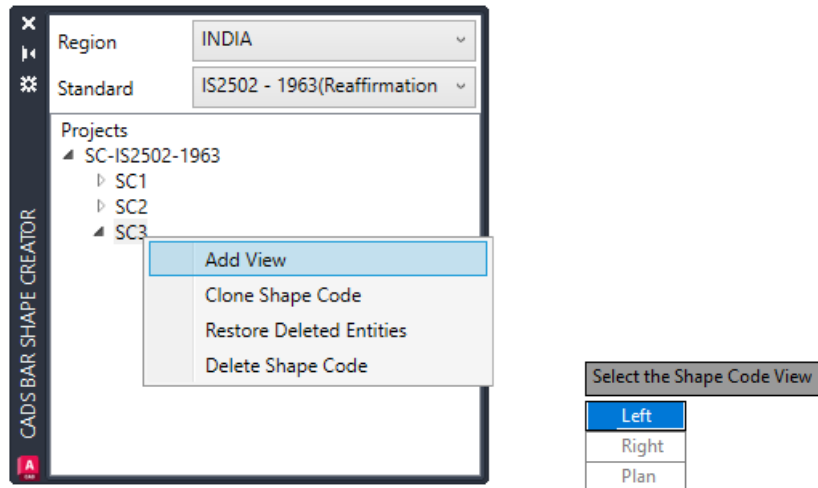 Region
INDIA
Standard
IS2502 - 1963(Reaffirmation
Projects
SC-IS2502-1963
SC1
SC2
SC3
Add View
Clone Shape Code
Restore Deleted Entities
Delete Shape Code
CADS BAR SHAPE CREATOR
A
CAD
Select the Shape Code View
Left
Right
Plan